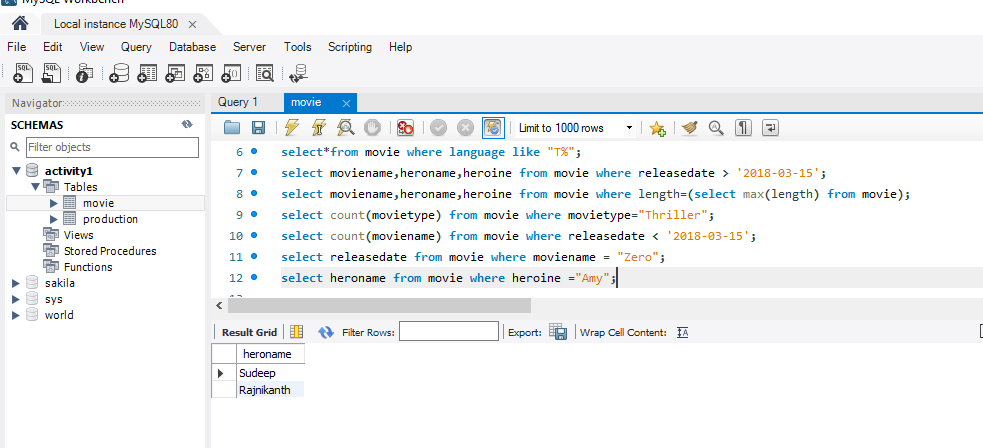 MySQL Workbench
Local instance MySQL80
File Edit View Query Database Server Tools Scripting Help
Navigator
SCHEMAS
Filter objects
activity1
Tables
movie
production
Views
Stored Procedures
Functions
sakila
sys
world
Query 1 movie
Limit to 1000 rows
6 select*from movie where language like "T%";
7 select moviename,heroname,heroine from movie where releasedate > '2018-03-15';
8 select moviename,heroname,heroine from movie where length=(select max(length) from movie);
9 select count(movietype) from movie where movietype="Thriller";
10 select count(moviename) from movie where releasedate < '2018-03-15';
11 select releasedate from movie where moviename = "Zero";
12 select heroname from movie where heroine ="Amy";
Result Grid Filter Rows: Export: Wrap Cell Content:
heroname
Sudeep
Rajnikanth